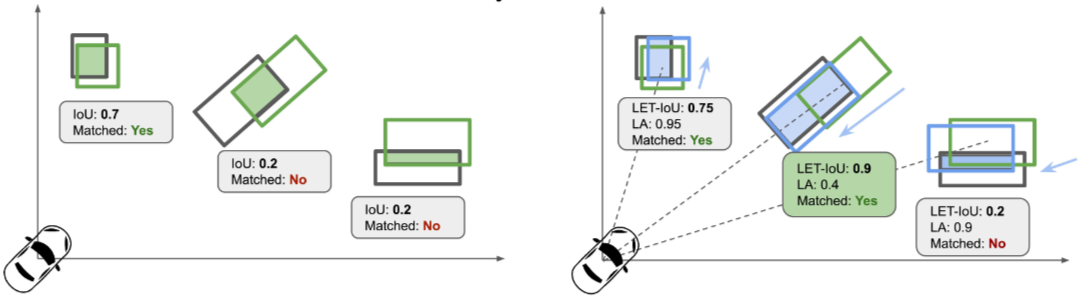 IoU: 0.7
Matched: Yes
IoU: 0.2
Matched: No
IoU: 0.2
Matched: No
LET-IoU: 0.75
LA: 0.95
Matched: Yes
LET-IoU: 0.9
LA: 0.4
Matched: Yes
LET-IoU: 0.2
LA: 0.9
Matched: No